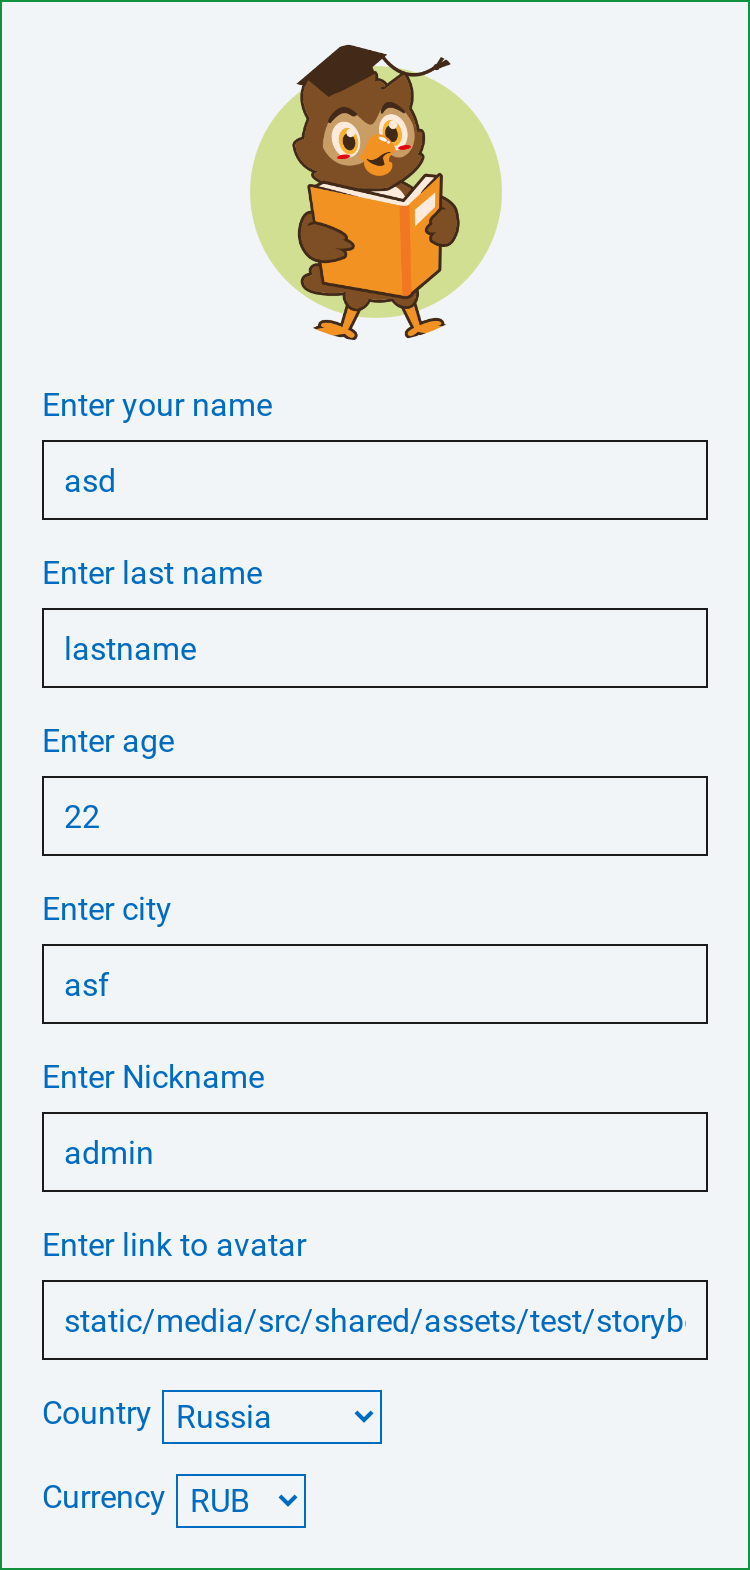 Enter your name
asd
Enter last name
lastname
Enter age
22
Enter city
asf
Enter Nickname
admin
Enter link to avatar
static/media/src/shared/assets/test/storyb
Country Russia
Currency RUB